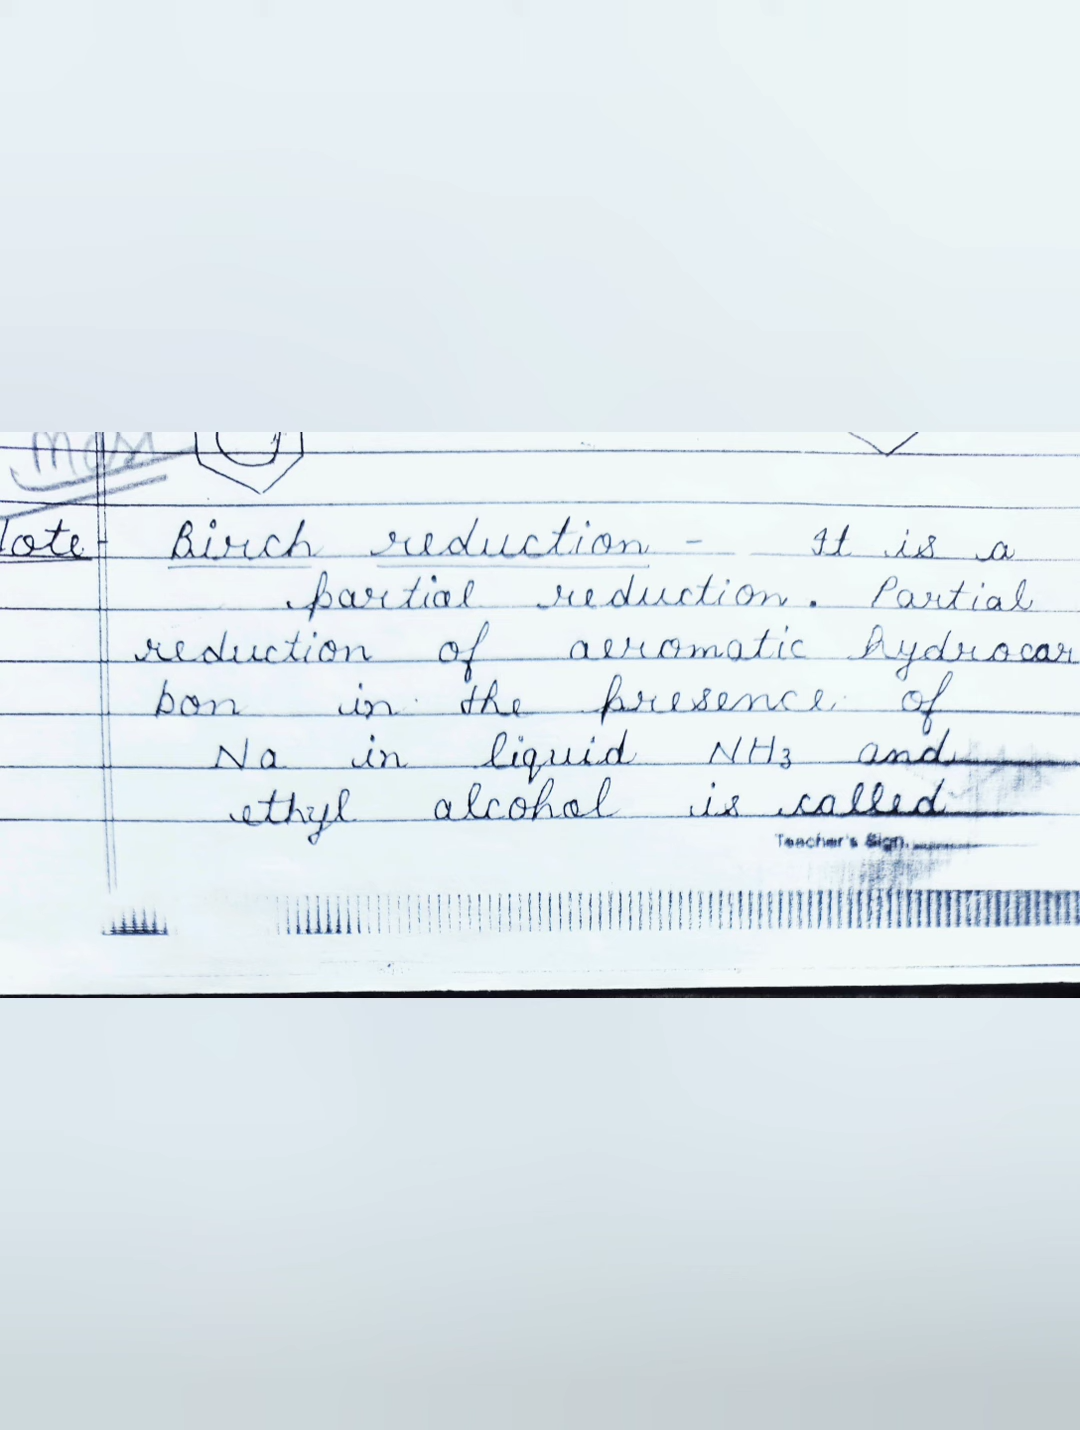 Note - Birch reduction - It is a
partial reduction. Partial
reduction of aeromatic hydrocar
bon in the presence of
Na in liquid NH3 and
ethyl alcohol is called
Teacher's Sign.